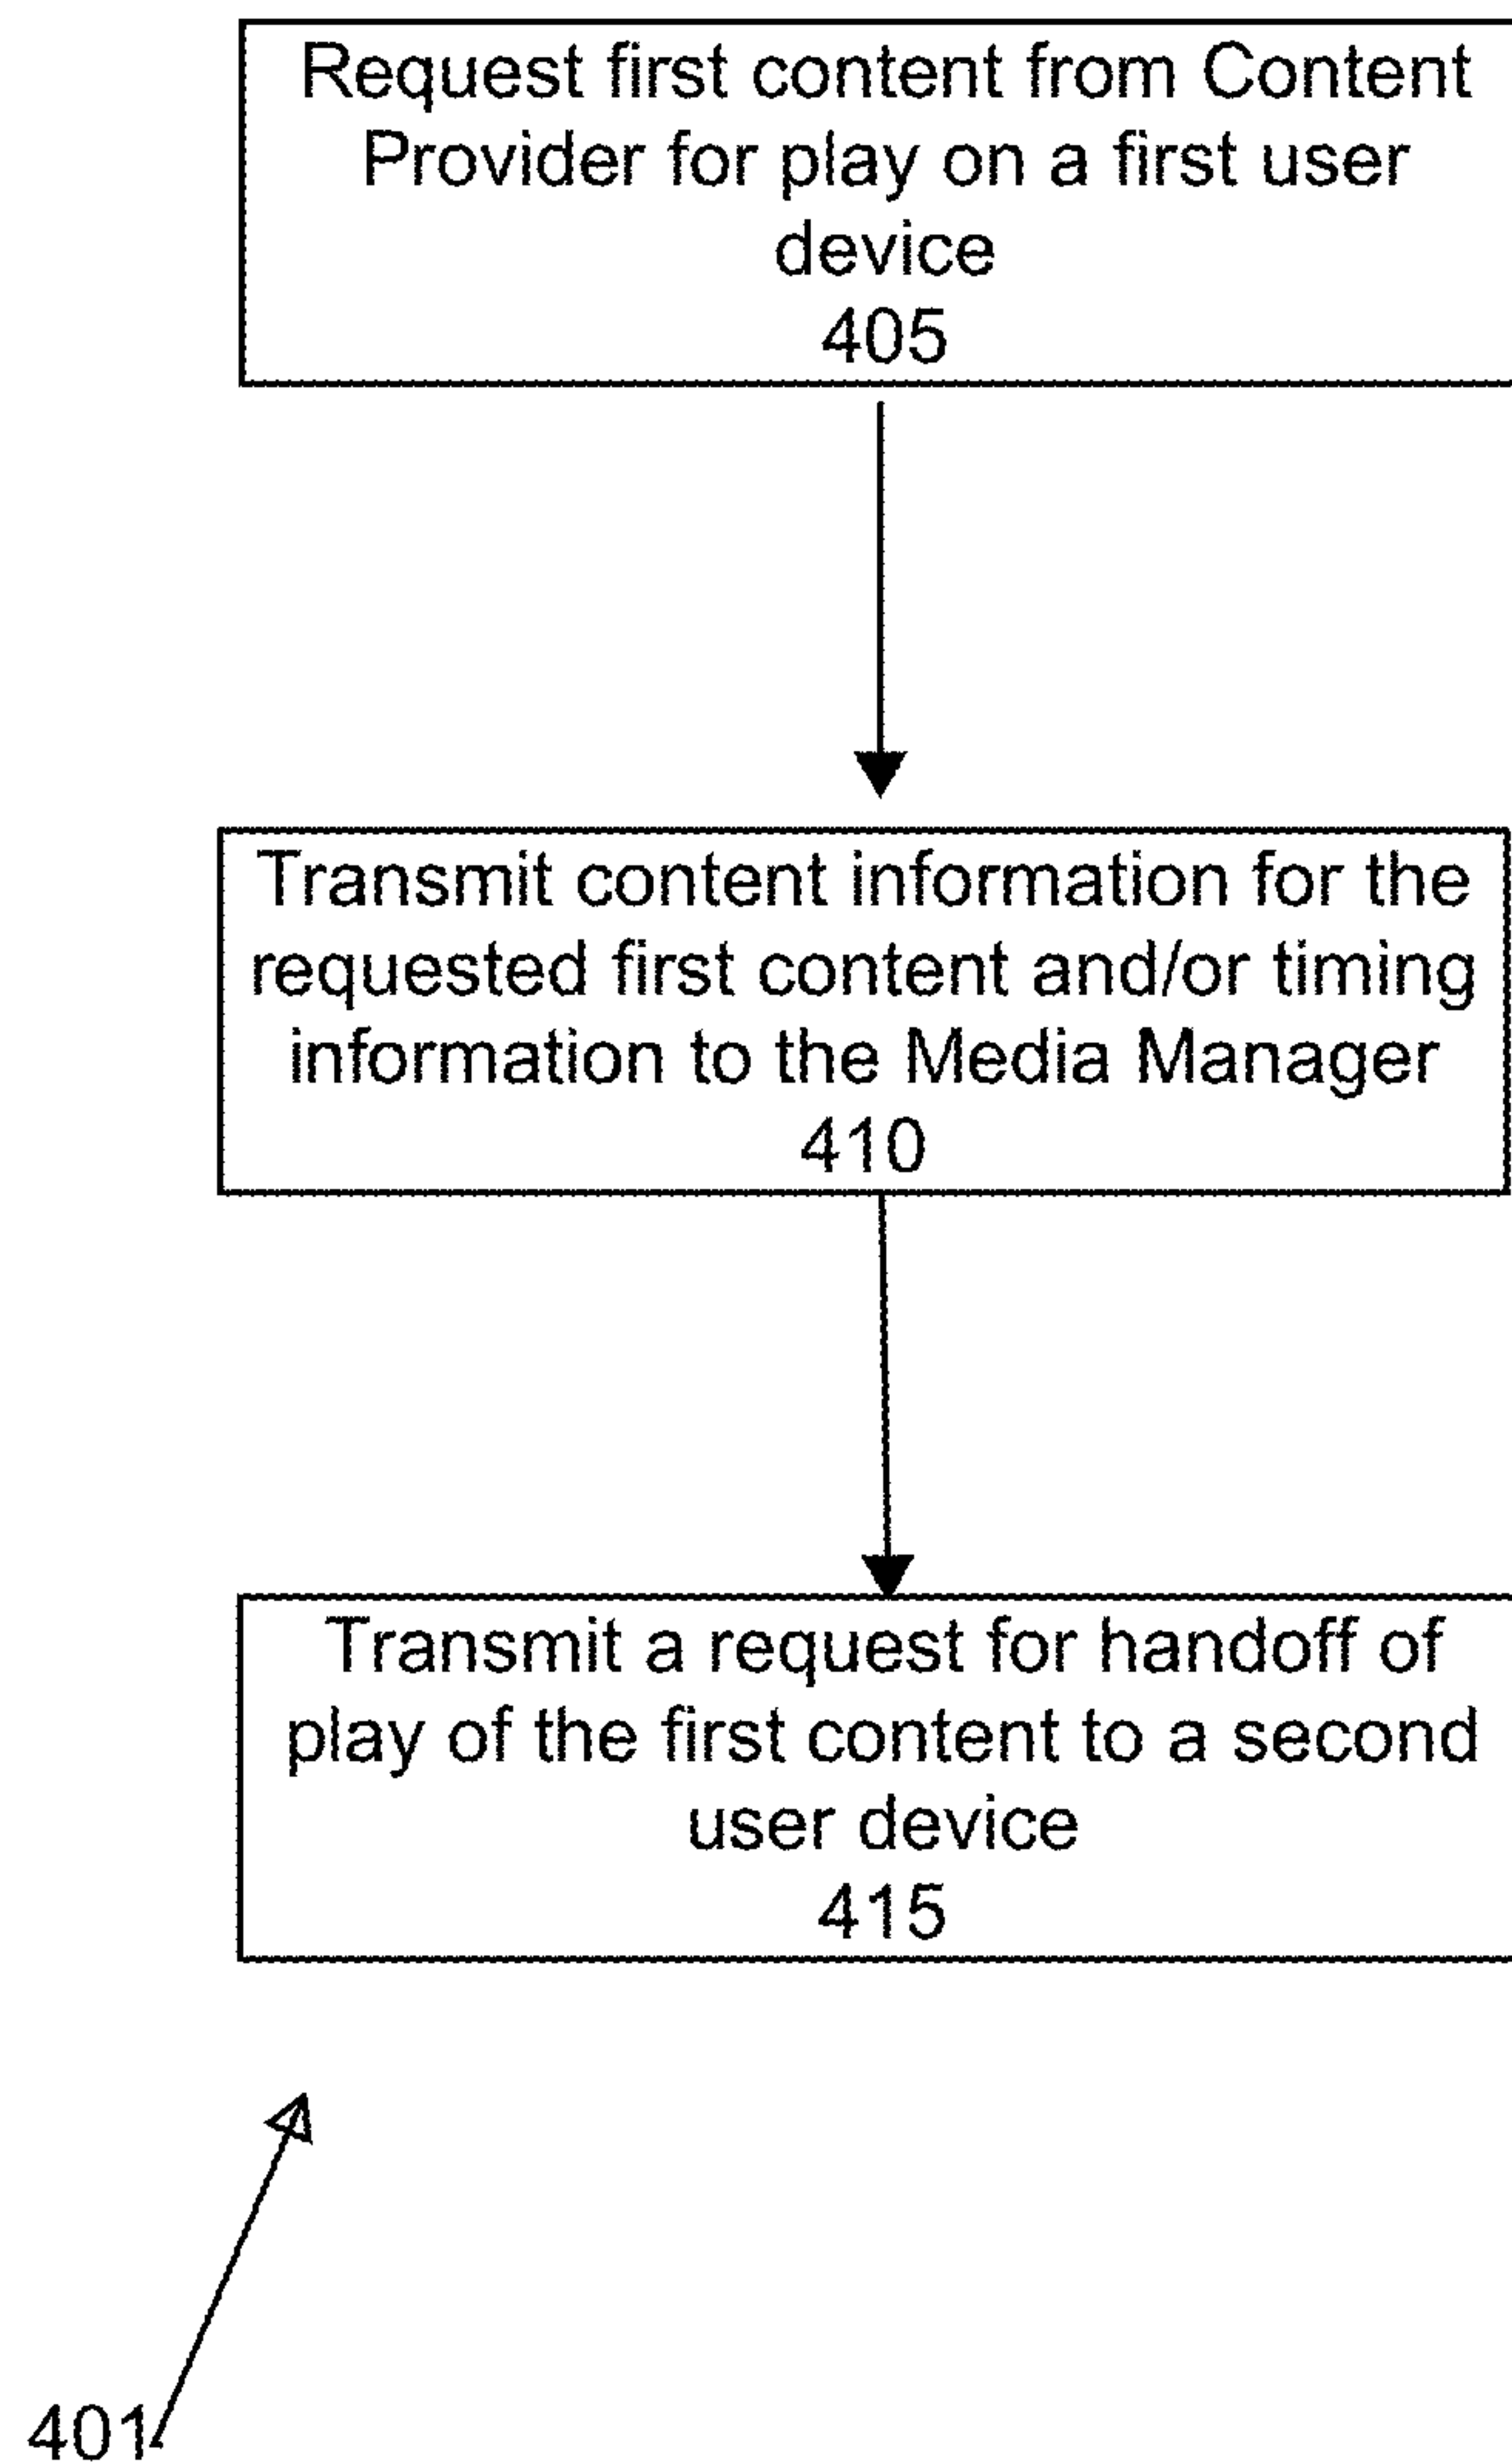 Request first content from Content
Provider for play on a first user
device
405
Transmit content information for the
requested first content and/or timing
information to the Media Manager
410
Transmit a request for handoff of
play of the first content to a second
user device
415
401